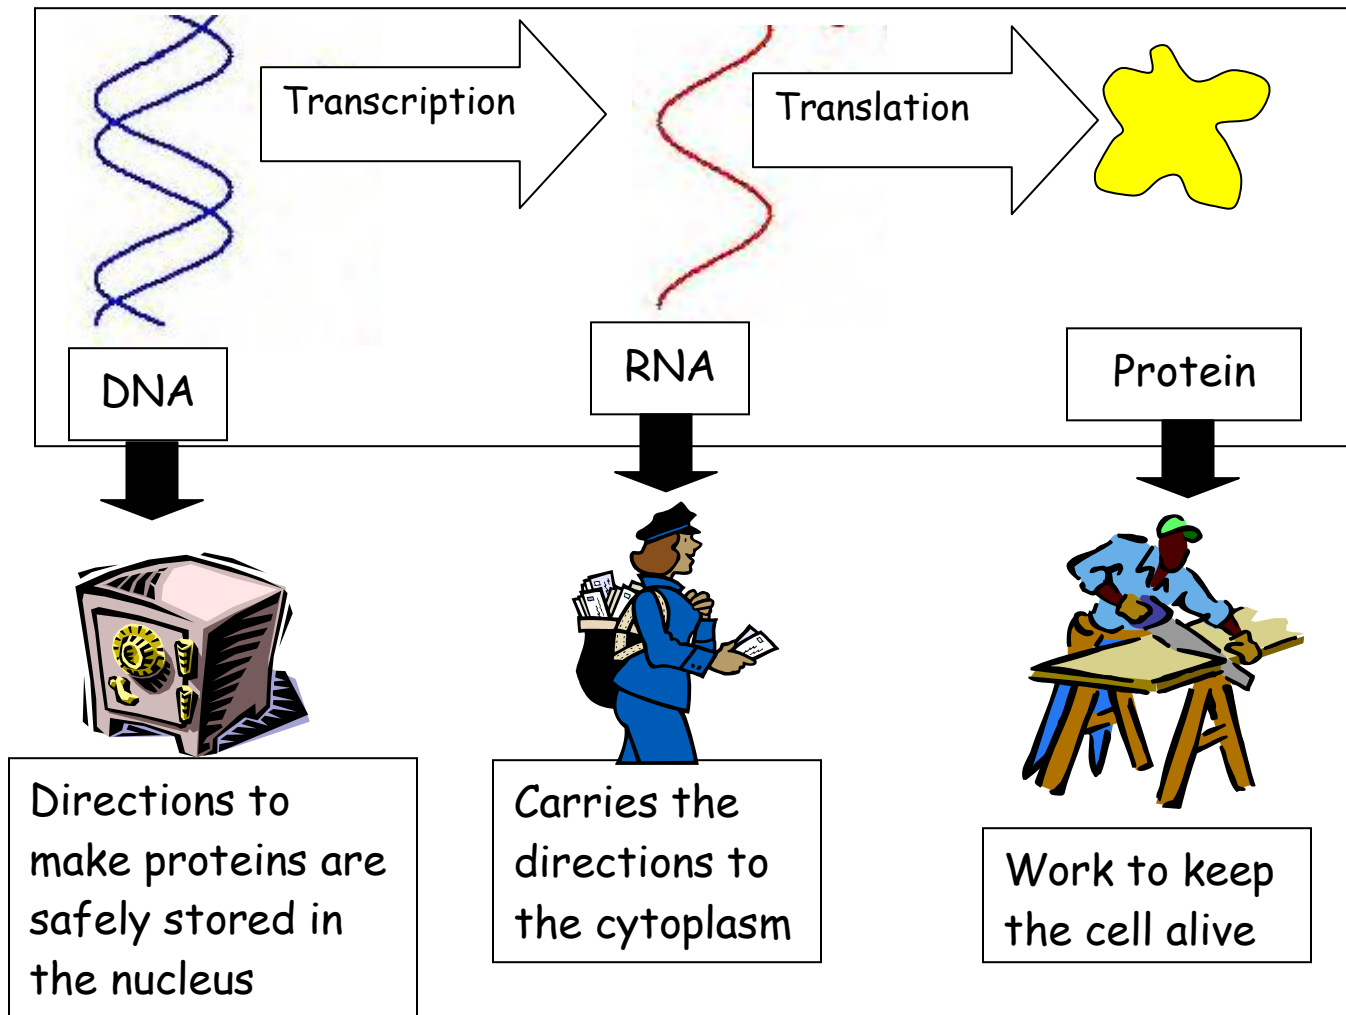 Transcription
Translation
DNA
RNA
Protein
Directions to
make proteins are
safely stored in
the nucleus
Carries the
directions to
the cytoplasm
Work to keep
the cell alive